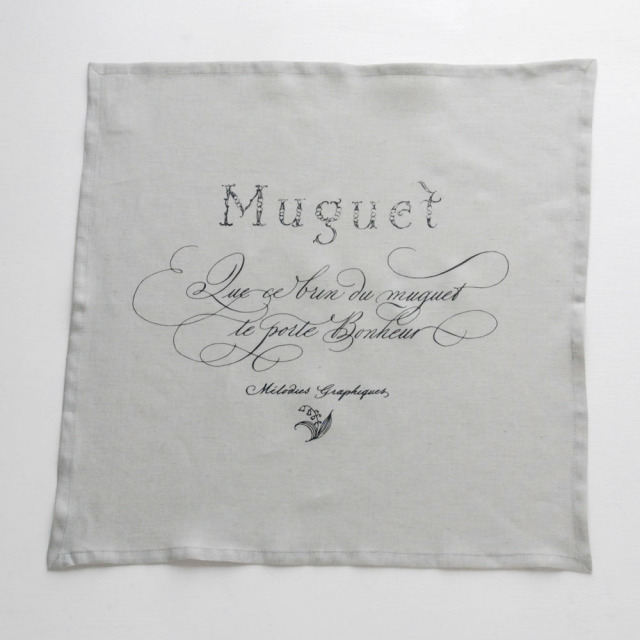 Muguet
Que ce brin du muguet
te porte Bonheur
Mélodies Graphiques